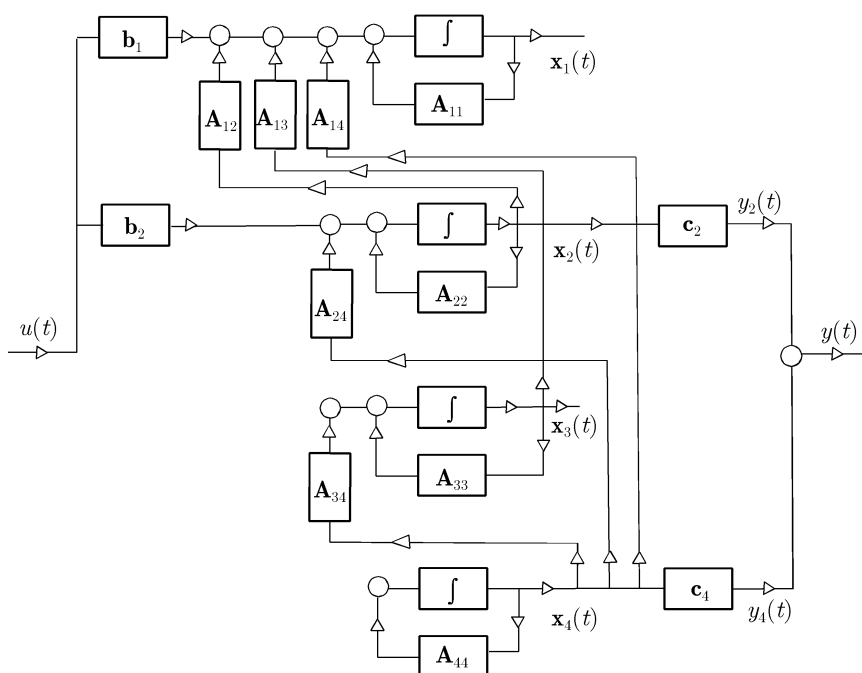 b₁ ∫ x₁(t)
A₁₂ A₁₃ A₁₄ A₁₁
b₂ ∫ x₂(t) c₂ y₂(t)
A₂₄ A₂₂
u(t) y(t)
∫ x₃(t)
A₃₄ A₃₃
∫ x₄(t) c₄ y₄(t)
A₄₄